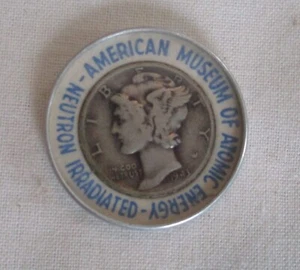 AMERICAN MUSEUM OF ATOMIC ENERGY -
NEUTRON IRRADIATED -
LIBERTY